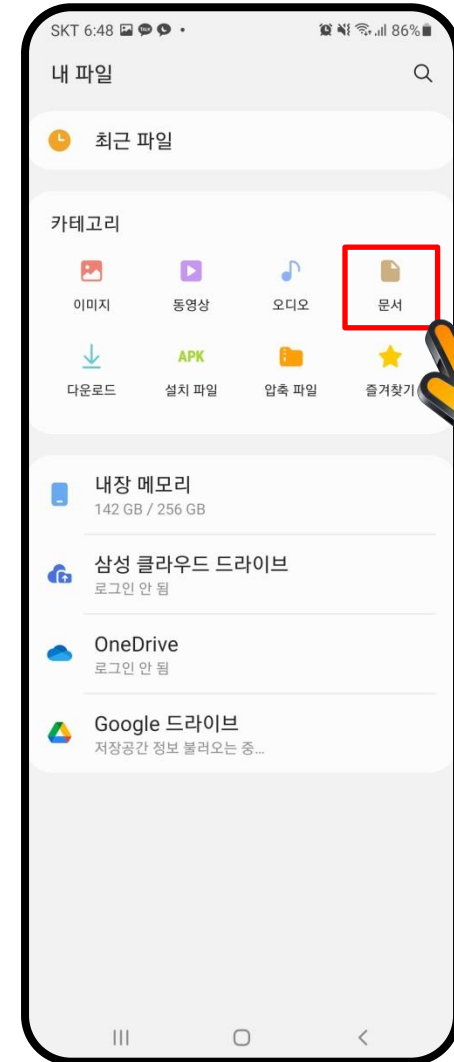 SKT 6:48 86%
내 파일
최근 파일
카테고리
이미지 동영상 오디오 문서
APK
다운로드 설치 파일 압축 파일 즐겨찾기
내장 메모리
142 GB / 256 GB
삼성 클라우드 드라이브
로그인 안 됨
OneDrive
로그인 안 됨
Google 드라이브
저장공간 정보 불러오는 중...